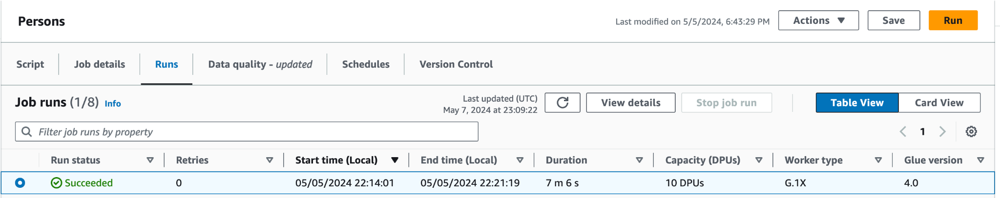 Persons
Last modified on 5/5/2024, 6:43:29 PM
Actions
Save
Run
Script
Job details
Runs
Data quality - updated
Schedules
Version Control
Job runs (1/8) Info
Last updated (UTC)
May 7, 2024 at 23:09:22
View details
Stop job run
Table View
Card View
Filter job runs by property
1
Run status Retries Start time (Local) End time (Local) Duration Capacity (DPUs) Worker type Glue version
Succeeded 0 05/05/2024 22:14:01 05/05/2024 22:21:19 7 m 6 s 10 DPUs G.1X 4.0